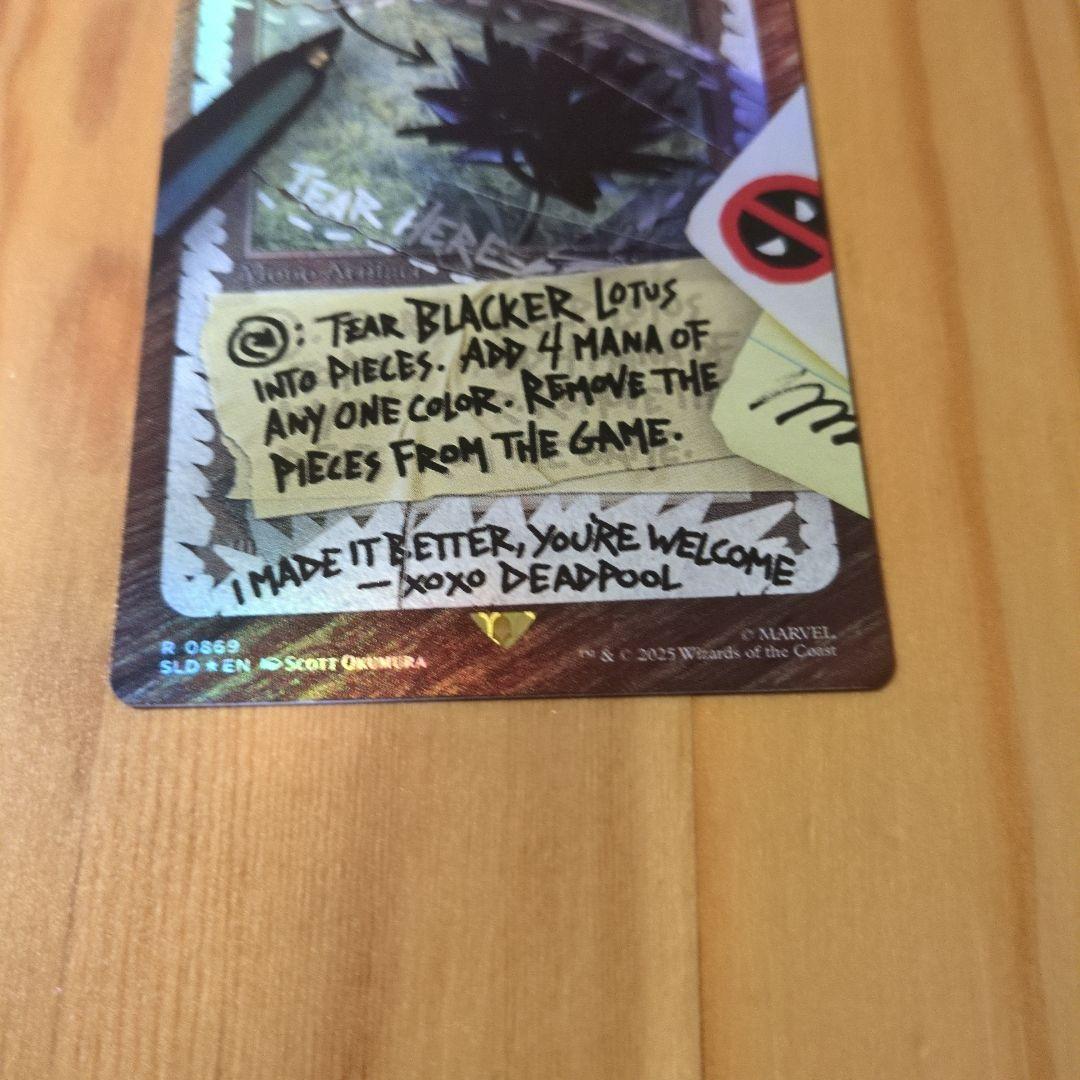 TEAR HERE
Mono Artifact
: TEAR BLACKER LOTUS
INTO PIECES. ADD 4 MANA OF
ANY ONE COLOR. REMOVE THE
PIECES FROM THE GAME.
I MADE IT BETTER, YOU'RE WELCOME
— XOXO DEADPOOL
R 0869
SLD ★ EN SCOTT OKUMURA
© MARVEL.
™ & © 2025 Wizards of the Coast